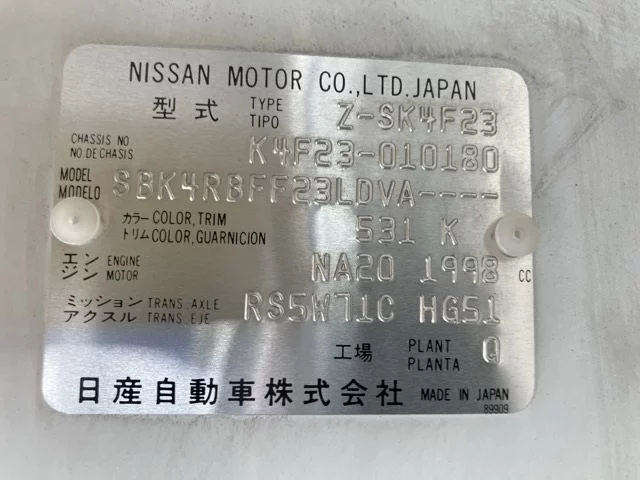 NISSAN MOTOR CO.,LTD.JAPAN
型式 TYPE TIPO Z-SK4F23
CHASSIS NO NO.DE CHASIS K4F23-010180
MODEL MODELO SBK4RBFF23LDVA----
カラー COLOR,TRIM トリム COLOR,GUARNICION 531 K
エンジン ENGINE MOTOR NA20 1998 CC
ミッション TRANS.AXLE アクスル TRANS.EJE RS5W71C HG51
工場 PLANT PLANTA Q
日産自動車株式会社 MADE IN JAPAN
89909